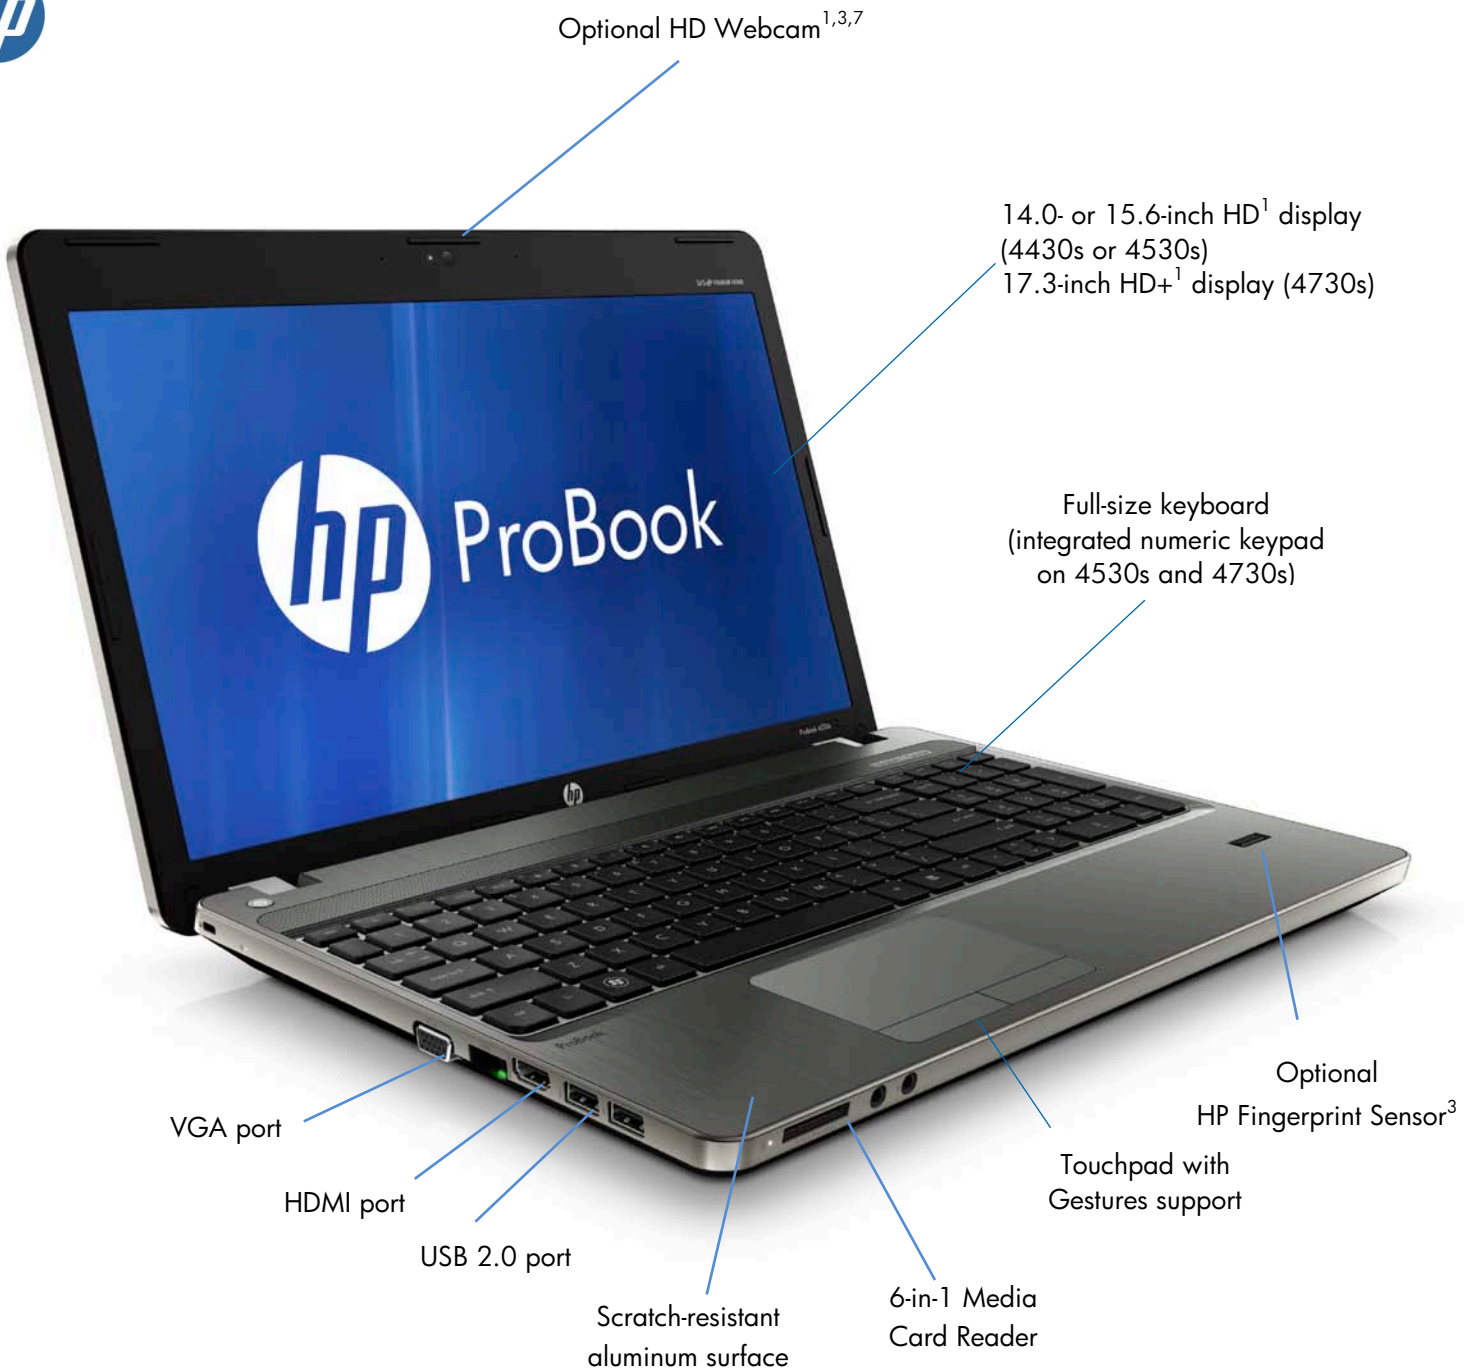 hp
Optional HD Webcam1,3,7
14.0- or 15.6-inch HD1 display
(4430s or 4530s)
17.3-inch HD+1 display (4730s)
hp ProBook
Full-size keyboard
(integrated numeric keypad
on 4530s and 4730s)
hp
ProBook
VGA port
HDMI port
USB 2.0 port
Scratch-resistant
aluminum surface
6-in-1 Media
Card Reader
Touchpad with
Gestures support
Optional
HP Fingerprint Sensor3